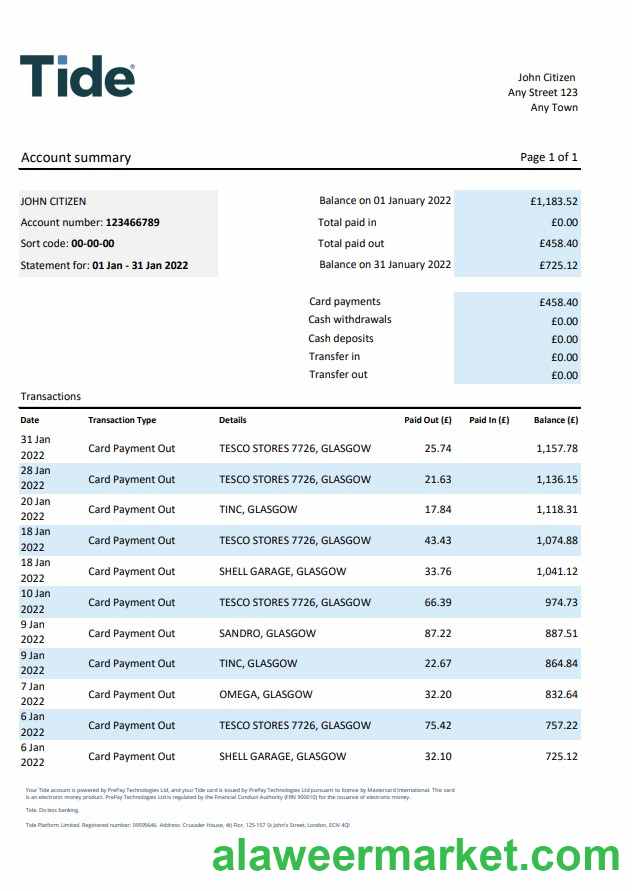 Tide®
John Citizen
Any Street 123
Any Town
Account summary
Page 1 of 1
JOHN CITIZEN
Account number: 123466789
Sort code: 00-00-00
Statement for: 01 Jan - 31 Jan 2022
Balance on 01 January 2022 £1,183.52
Total paid in £0.00
Total paid out £458.40
Balance on 31 January 2022 £725.12
Card payments £458.40
Cash withdrawals £0.00
Cash deposits £0.00
Transfer in £0.00
Transfer out £0.00
Transactions
Date Transaction Type Details Paid Out (£) Paid In (£) Balance (£)
31 Jan 2022 Card Payment Out TESCO STORES 7726, GLASGOW 25.74 1,157.78
28 Jan 2022 Card Payment Out TESCO STORES 7726, GLASGOW 21.63 1,136.15
20 Jan 2022 Card Payment Out TINC, GLASGOW 17.84 1,118.31
18 Jan 2022 Card Payment Out TESCO STORES 7726, GLASGOW 43.43 1,074.88
18 Jan 2022 Card Payment Out SHELL GARAGE, GLASGOW 33.76 1,041.12
10 Jan 2022 Card Payment Out TESCO STORES 7726, GLASGOW 66.39 974.73
9 Jan 2022 Card Payment Out SANDRO, GLASGOW 87.22 887.51
9 Jan 2022 Card Payment Out TINC, GLASGOW 22.67 864.84
7 Jan 2022 Card Payment Out OMEGA, GLASGOW 32.20 832.64
6 Jan 2022 Card Payment Out TESCO STORES 7726, GLASGOW 75.42 757.22
6 Jan 2022 Card Payment Out SHELL GARAGE, GLASGOW 32.10 725.12
Your Tide account is powered by PrePay Technologies Ltd, and your Tide card is issued by PrePay Technologies Ltd pursuant to licence by Mastercard International. The card
is an electronic money product. PrePay Technologies Ltd is regulated by the Financial Conduct Authority (FRN 900010) for the issuance of electronic money.
Tide. Do less banking.
Tide Platform Limited. Registered number: 09595646. Address: Crusader House, 4th Floor, 125-157 St John's Street, London,
alaweermarket.com